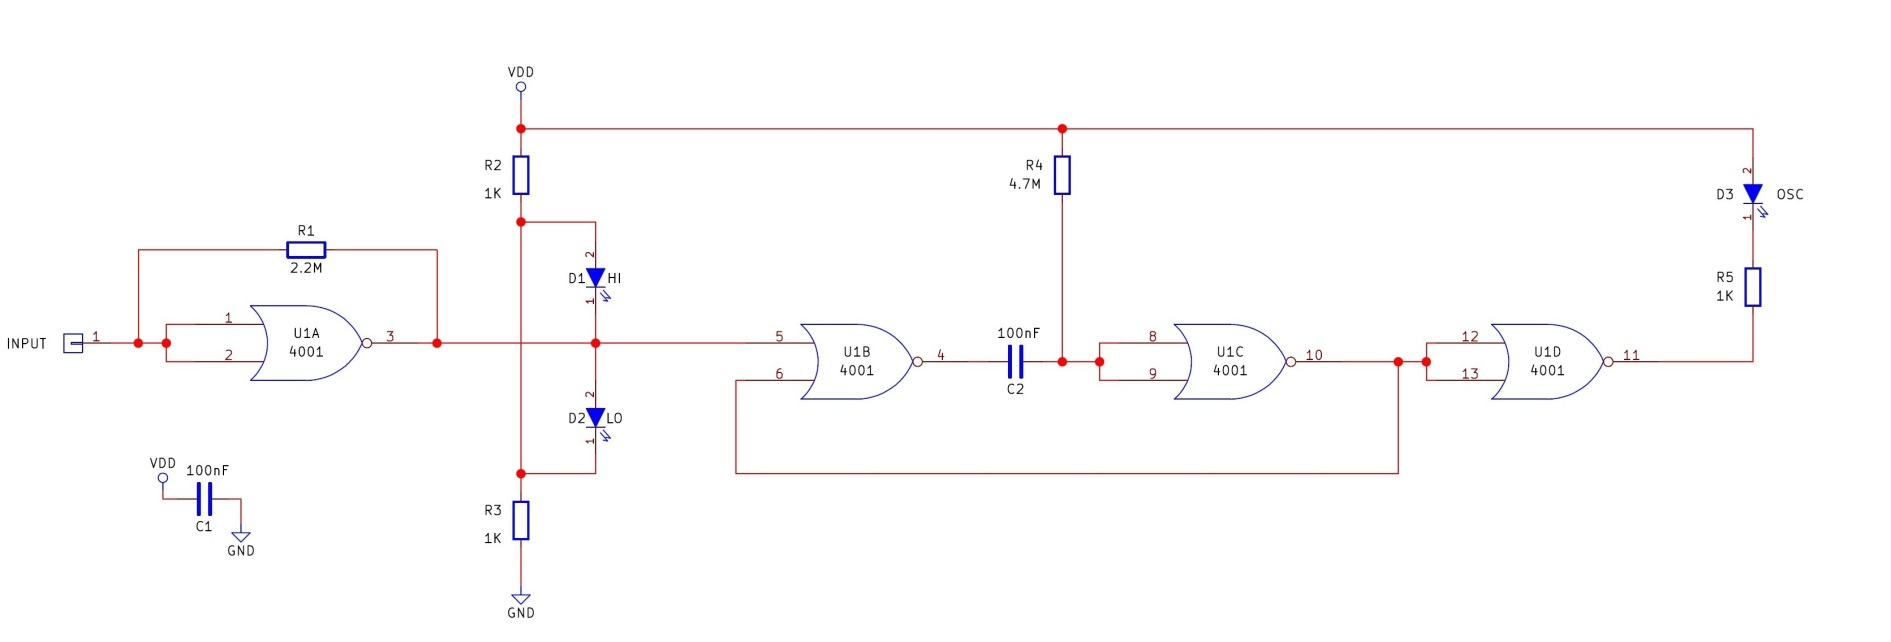 VDD
R2
1K
R4
4.7M
2
D3
OSC
1
R1
2.2M
2
D1
HI
1
R5
1K
INPUT
1
1
2
U1A
4001
3
5
6
U1B
4001
4
100nF
C2
8
9
U1C
4001
10
12
13
U1D
4001
11
2
D2
LO
1
VDD
100nF
C1
GND
R3
1K
GND